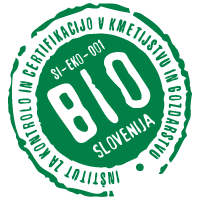 INŠTITUT ZA KONTROLO IN CERTIFIKACIJO V KMETIJSTVU IN GOZDARSTVU
SI-EKO-001
BIO
SLOVENIJA